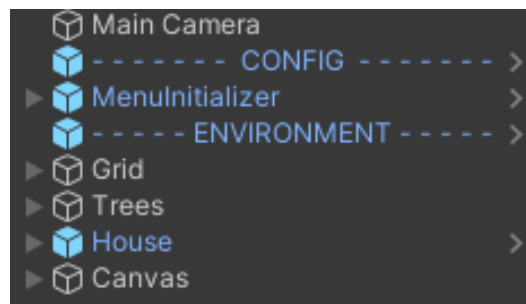 Main Camera
- - - - - - - CONFIG - - - - - - -
MenuInitializer
- - - - - ENVIRONMENT - - - - -
Grid
Trees
House
Canvas